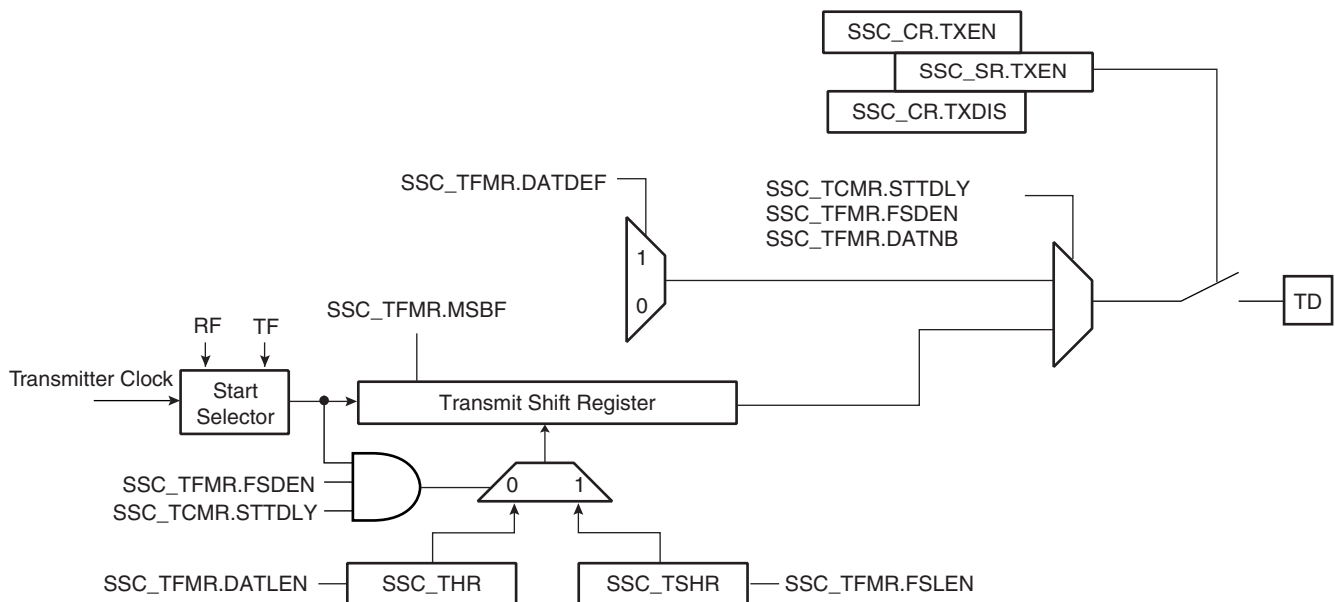 SSC_CR.TXEN
SSC_SR.TXEN
SSC_CR.TXDIS
SSC_TFMR.DATDEF
SSC_TCMR.STTDLY
SSC_TFMR.FSDEN
SSC_TFMR.DATNB
1
0
TD
SSC_TFMR.MSBF
RF TF
Transmitter Clock
Start
Selector
Transmit Shift Register
SSC_TFMR.FSDEN
SSC_TCMR.STTDLY
0 1
SSC_TFMR.DATLEN
SSC_THR
SSC_TSHR
SSC_TFMR.FSLEN